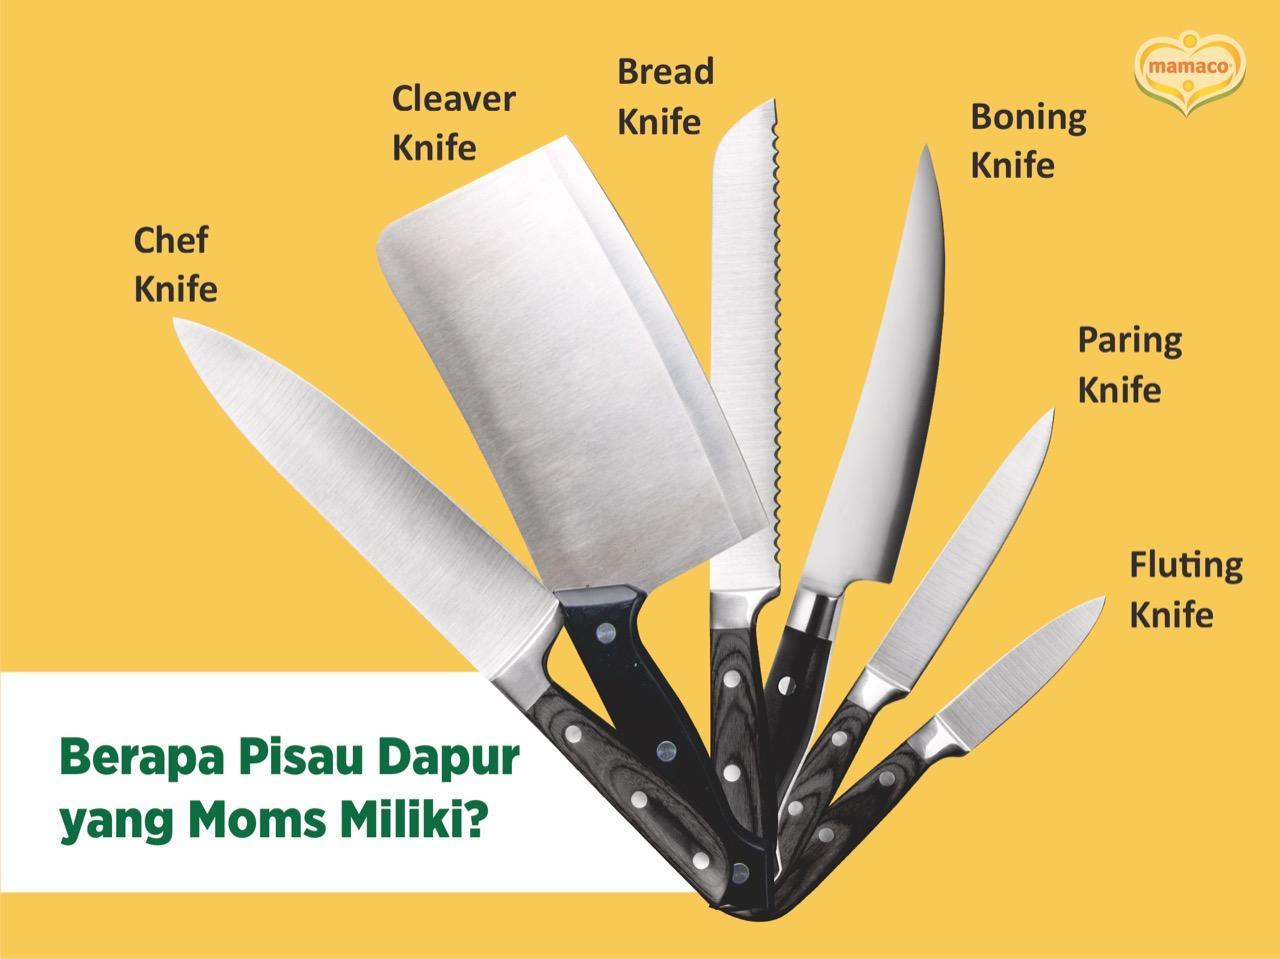 mamaco
Cleaver
Knife
Bread
Knife
Boning
Knife
Chef
Knife
Paring
Knife
Fluting
Knife
Berapa Pisau Dapur
yang Moms Miliki?